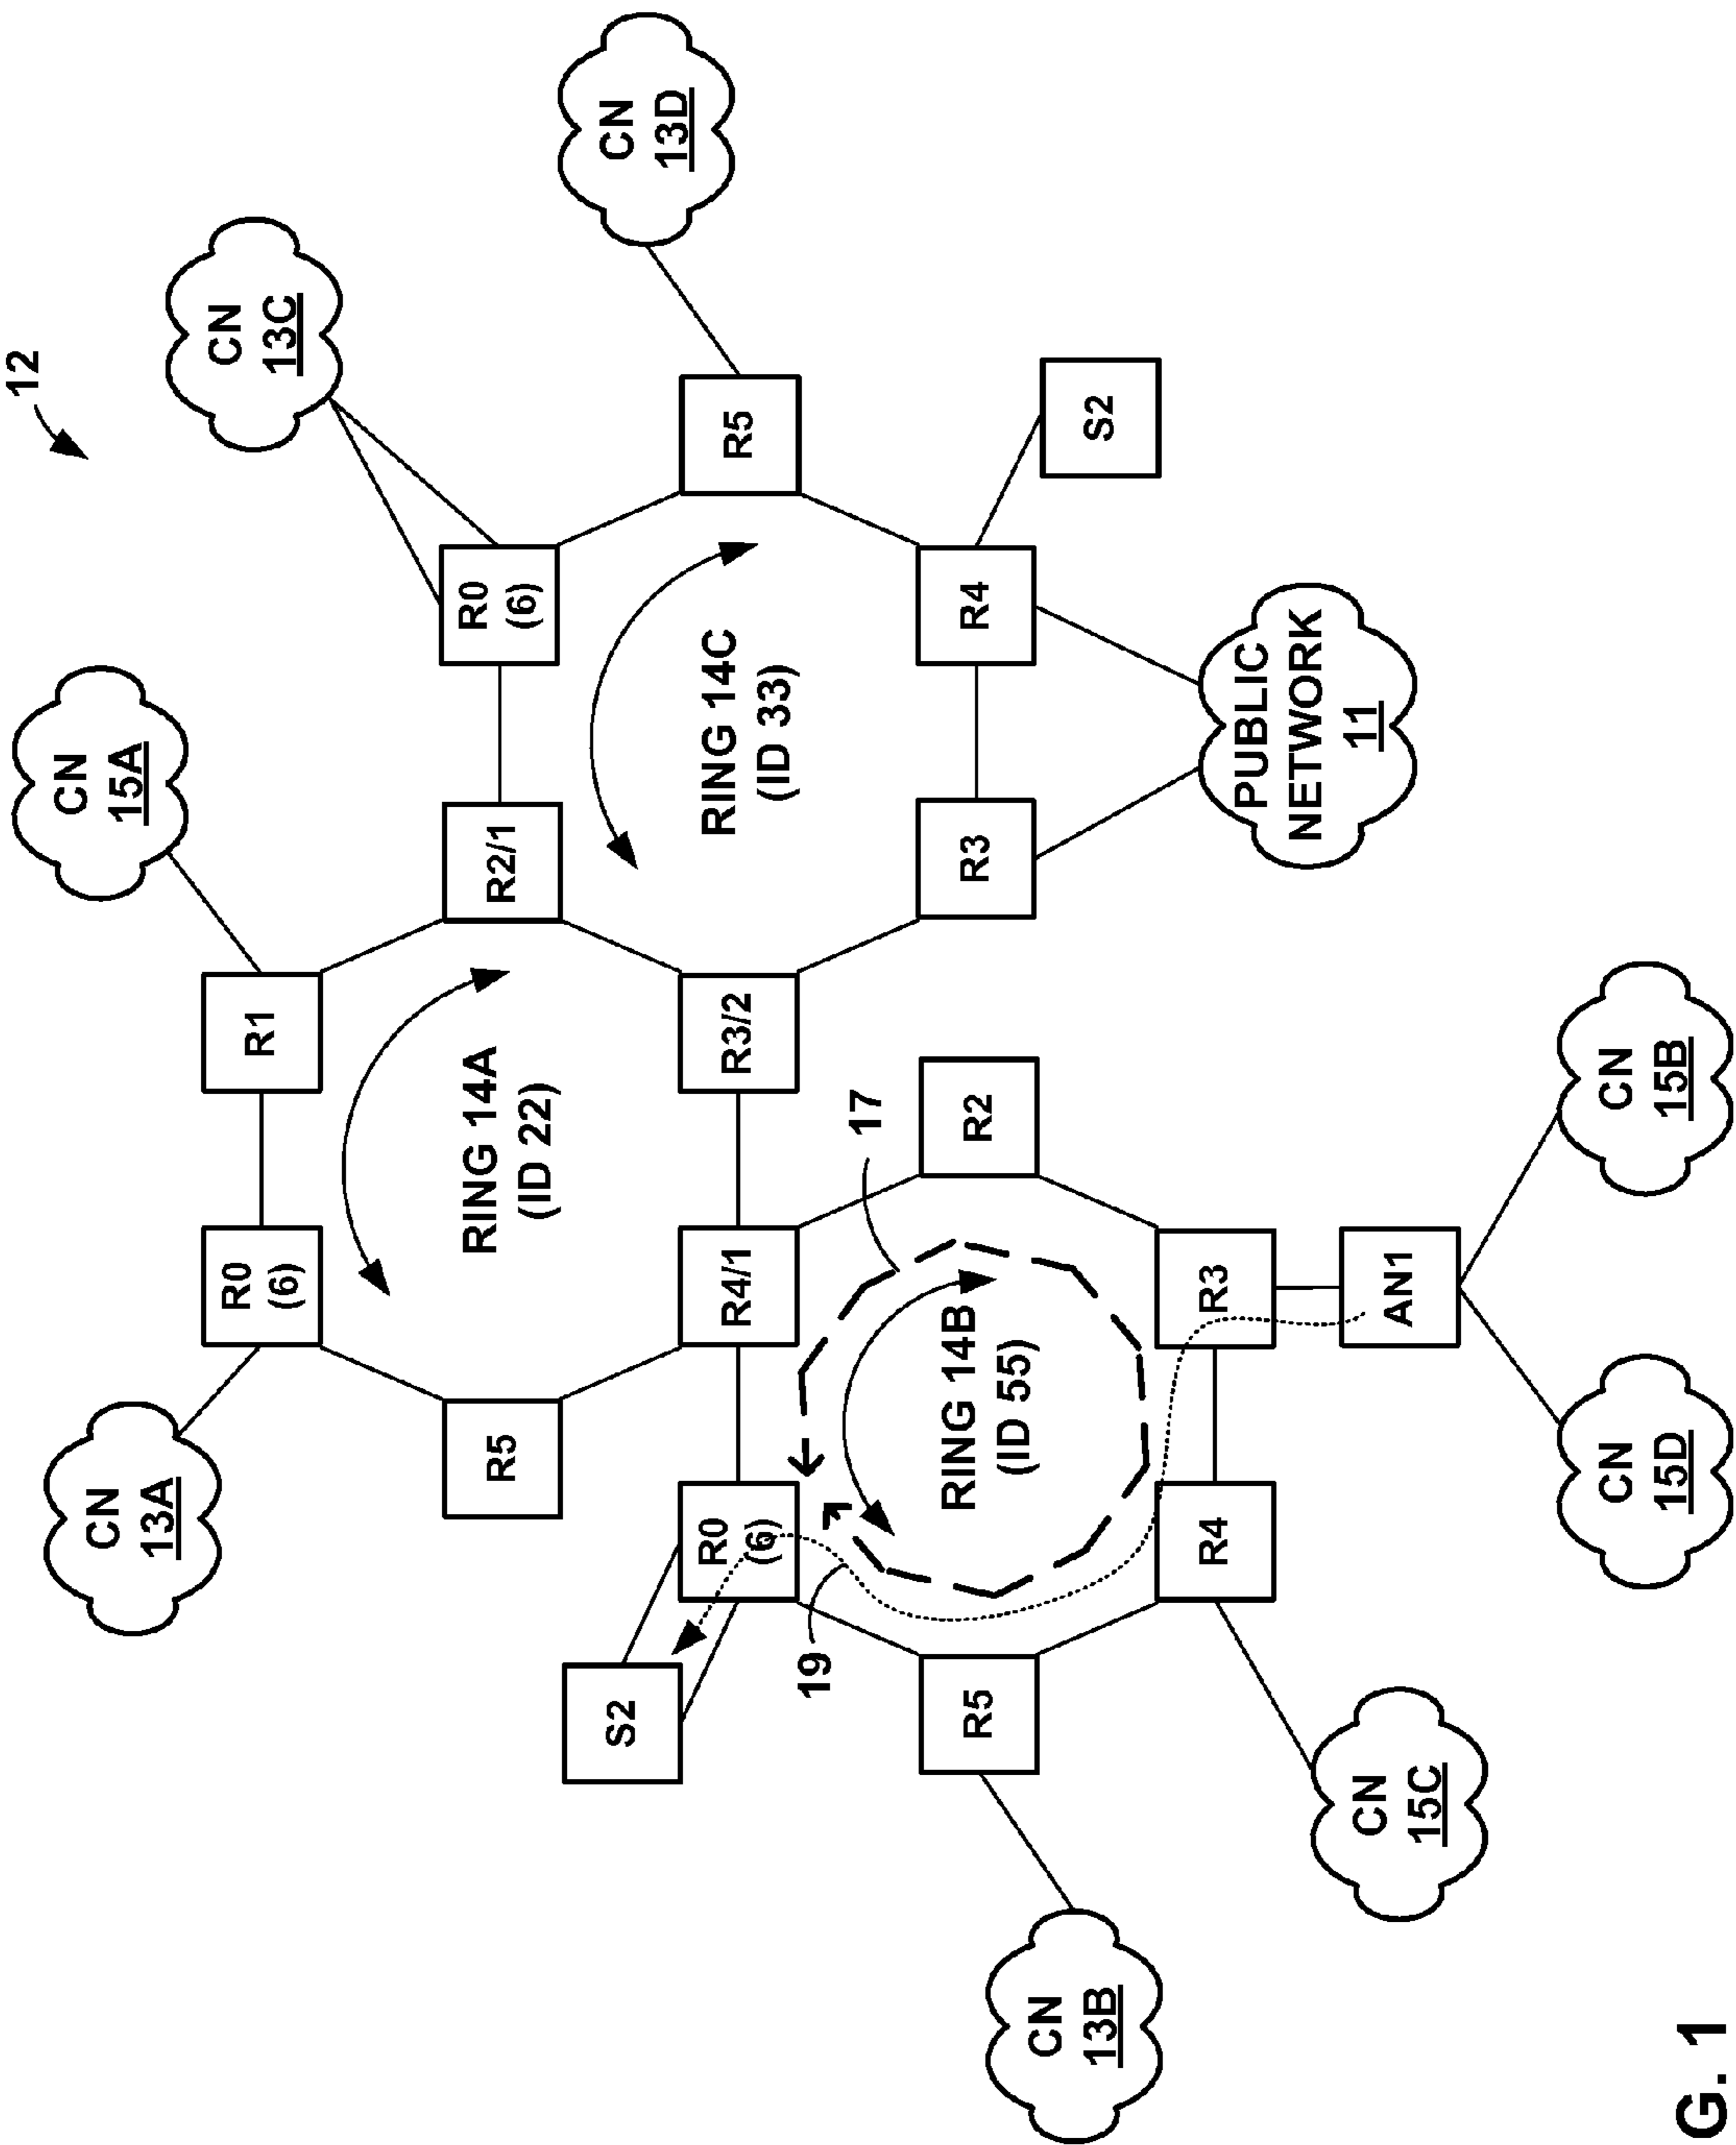 12
CN
13A
CN
15A
CN
13C
R0
(6)
R1
RING 14A
(ID 22)
R5
R2/1
R0
(6)
CN
13D
S2
R0
(6)
R4/1
R3/2
RING 14C
(ID 33)
R5
19
17
RING 14B
(ID 55)
R5
R2
R3
R4
CN
13B
S2
R4
R3
PUBLIC
NETWORK
11
CN
15C
AN1
CN
15D
CN
15B
G. 1